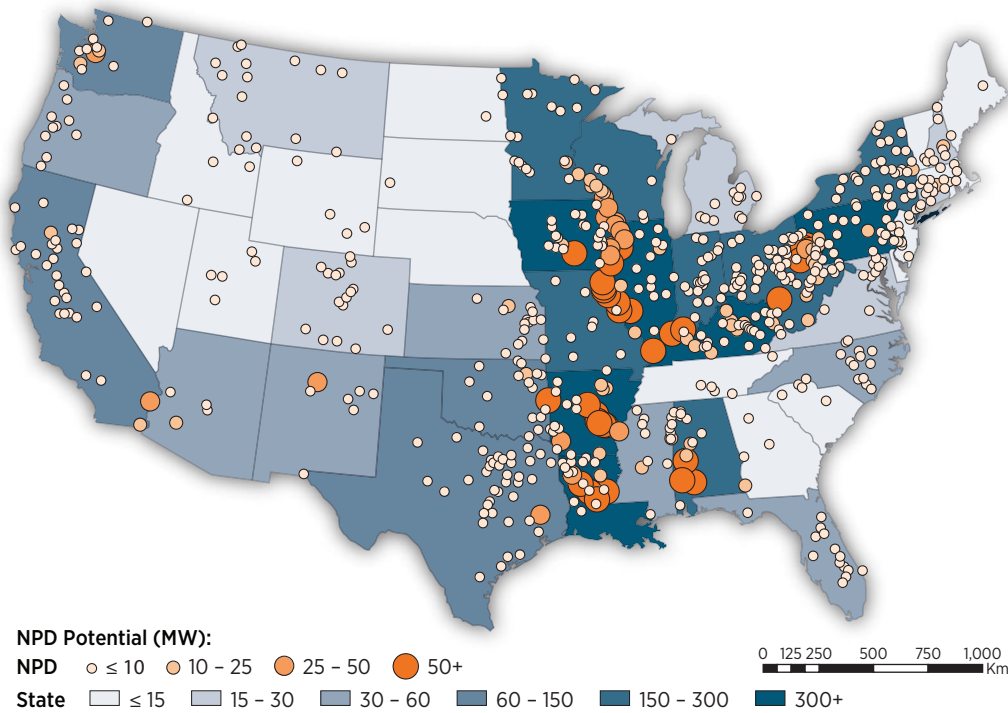 NPD Potential (MW):
NPD ≤ 10 10 – 25 25 – 50 50+
State ≤ 15 15 – 30 30 – 60 60 – 150 150 – 300 300+
0 125 250 500 750 1,000
Km